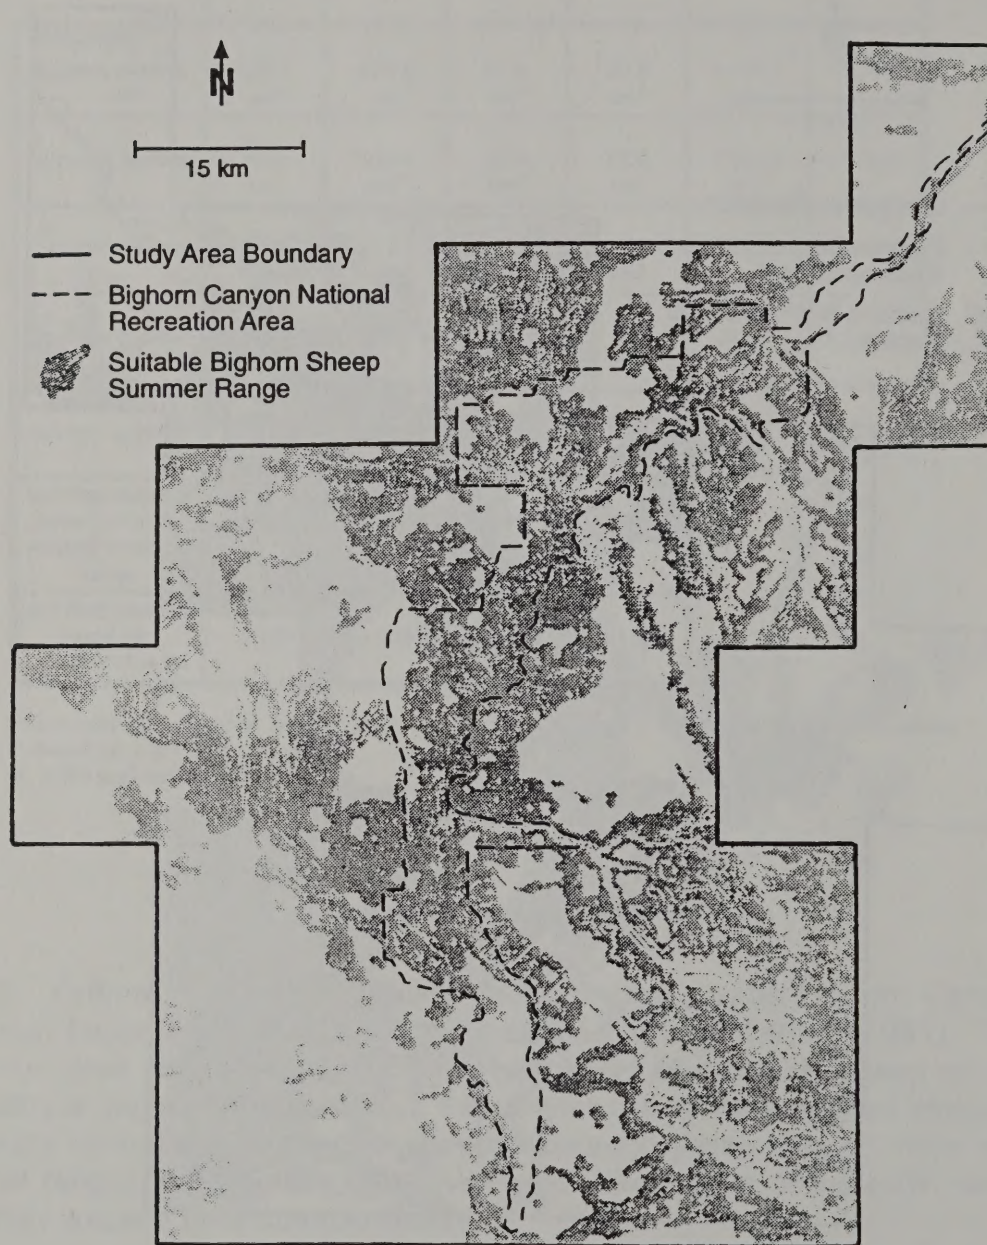 N
15 km
Study Area Boundary
Bighorn Canyon National
Recreation Area
Suitable Bighorn Sheep
Summer Range